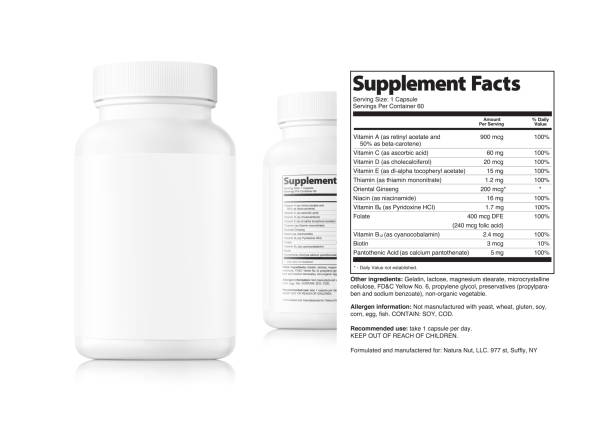 Supplement
Supplement Facts
Serving Size: 1 Capsule
Servings Per Container 60
Amount Per Serving % Daily Value
Vitamin A (as retinyl acetate and 50% as beta-carotene) 900 mcg 100%
Vitamin C (as ascorbic acid) 60 mg 100%
Vitamin D (as cholecalciferol) 20 mcg 100%
Vitamin E (as dl-alpha tocopheryl acetate) 15 mg 100%
Thiamin (as thiamin mononitrate) 1.2 mg 100%
Oriental Ginseng 200 mcg* *
Niacin (as niacinamide) 16 mg 100%
Vitamin B₆ (as Pyridoxine HCl) 1.7 mg 100%
Folate 400 mcg DFE 100%
(240 mcg folic acid)
Vitamin B₁₂ (as cyanocobalamin) 2.4 mcg 100%
Biotin 3 mcg 10%
Pantothenic Acid (as calcium pantothenate) 5 mg 100%
* - Daily Value not established.
Other ingredients: Gelatin, lactose, magnesium stearate, microcrystalline
cellulose, FD&C Yellow No. 6, propylene glycol, preservatives (propylpara-
ben and sodium benzoate), non-organic vegetable.
Allergen information: Not manufactured with yeast, wheat, gluten, soy,
corn, egg, fish. CONTAIN: SOY, COD.
Recommended use: take 1 capsule per day.
KEEP OUT OF REACH OF CHILDREN.
Formulated and manufactured for: Natura Nut, LLC. 977 st, Suffly, NY